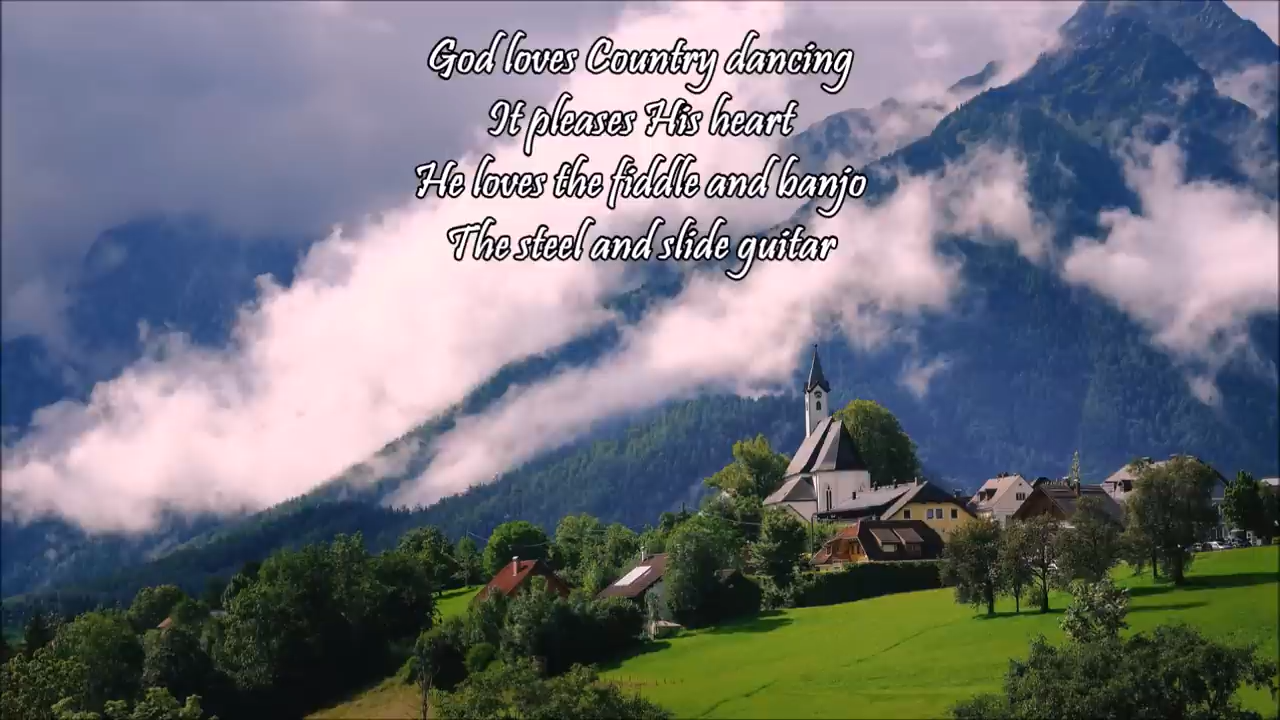 God loves Country dancing
It pleases His heart
He loves the fiddle and banjo
The steel and slide guitar